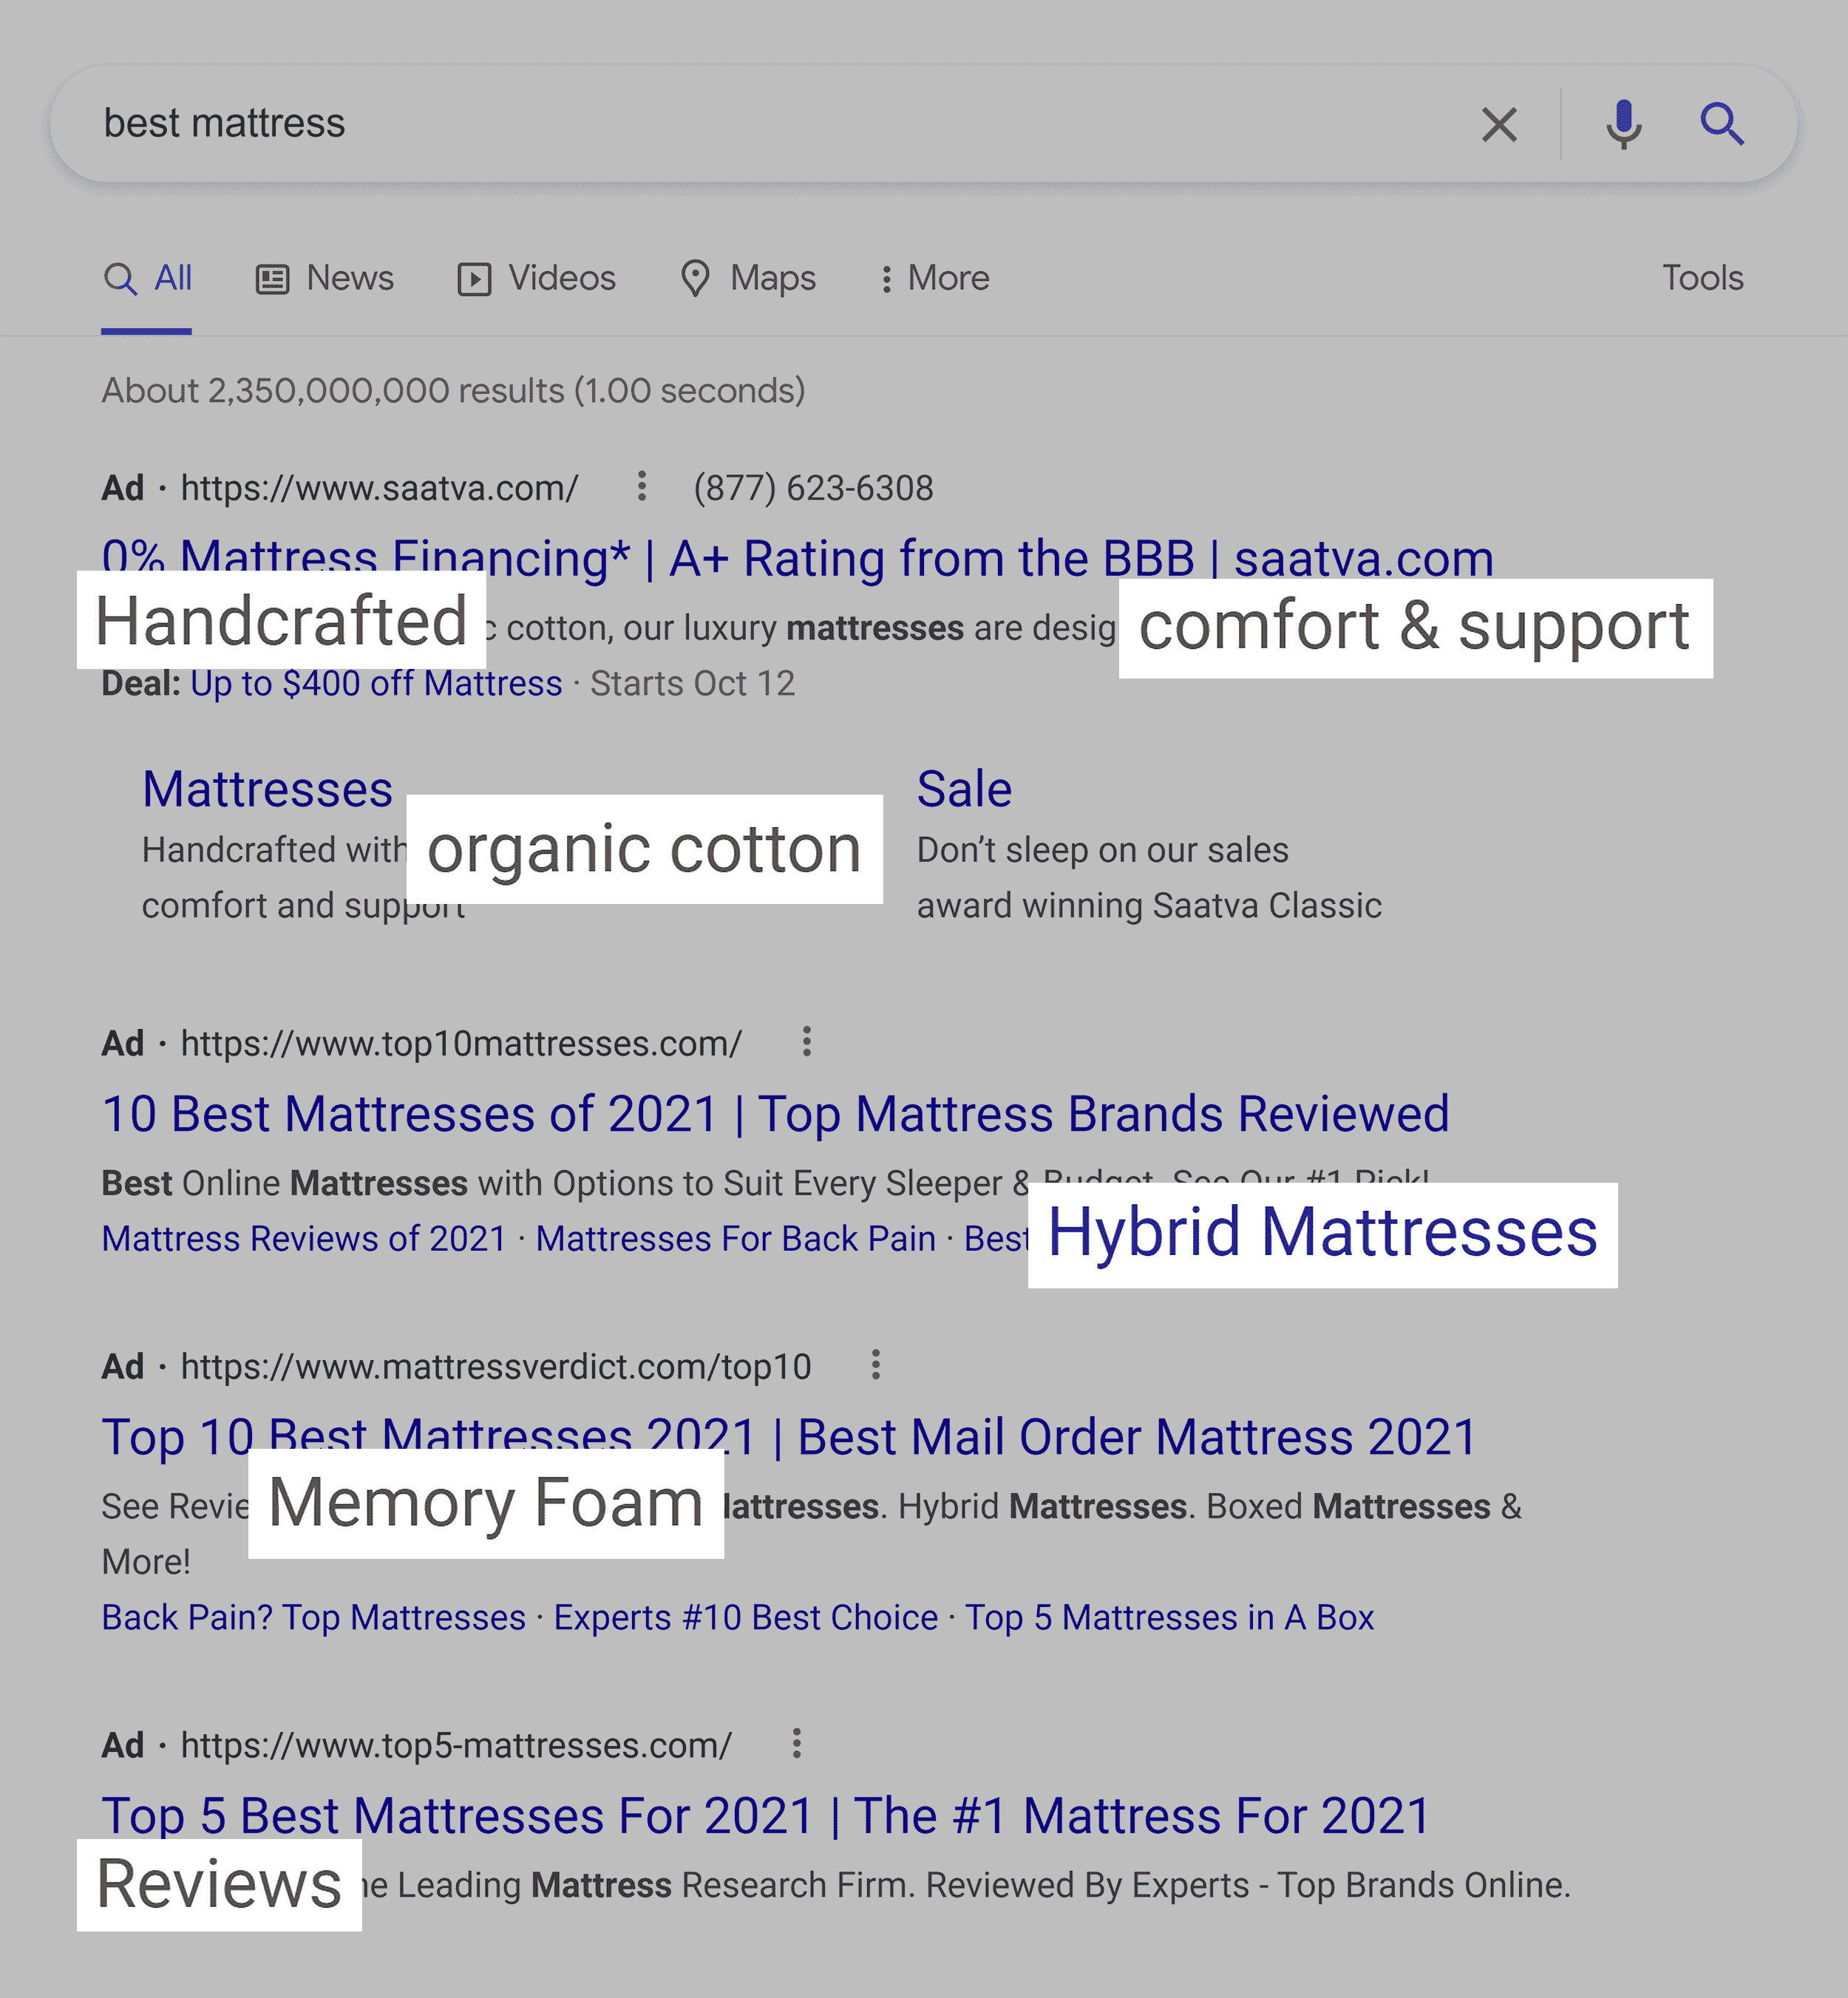 best mattress
All News Videos Maps More Tools
About 2,350,000,000 results (1.00 seconds)
Ad · https://www.saatva.com/ (877) 623-6308
0% Mattress Financing* | A+ Rating from the BBB | saatva.com
Handcrafted cotton, our luxury mattresses are comfort & support
Deal: Up to $400 off Mattress · Starts Oct 12
Mattresses
Handcrafted with organic cotton
comfort and support
Sale
Don't sleep on our sales
award winning Saatva Classic
Ad · https://www.top10mattresses.com/
10 Best Mattresses of 2021 | Top Mattress Brands Reviewed
Best Online Mattresses with Options to Suit Every Sleeper & Budget. See Our #1 Pick!
Mattress Reviews of 2021 · Mattresses For Back Pain · Best Hybrid Mattresses
Ad · https://www.mattressverdict.com/top10
Top 10 Best Mattresses 2021 | Best Mail Order Mattress 2021
See Memory Foam Mattresses. Hybrid Mattresses. Boxed Mattresses &
More!
Back Pain? Top Mattresses · Experts #10 Best Choice · Top 5 Mattresses in A Box
Ad · https://www.top5-mattresses.com/
Top 5 Best Mattresses For 2021 | The #1 Mattress For 2021
Reviews Leading Mattress Research Firm. Reviewed By Experts - Top Brands Online.